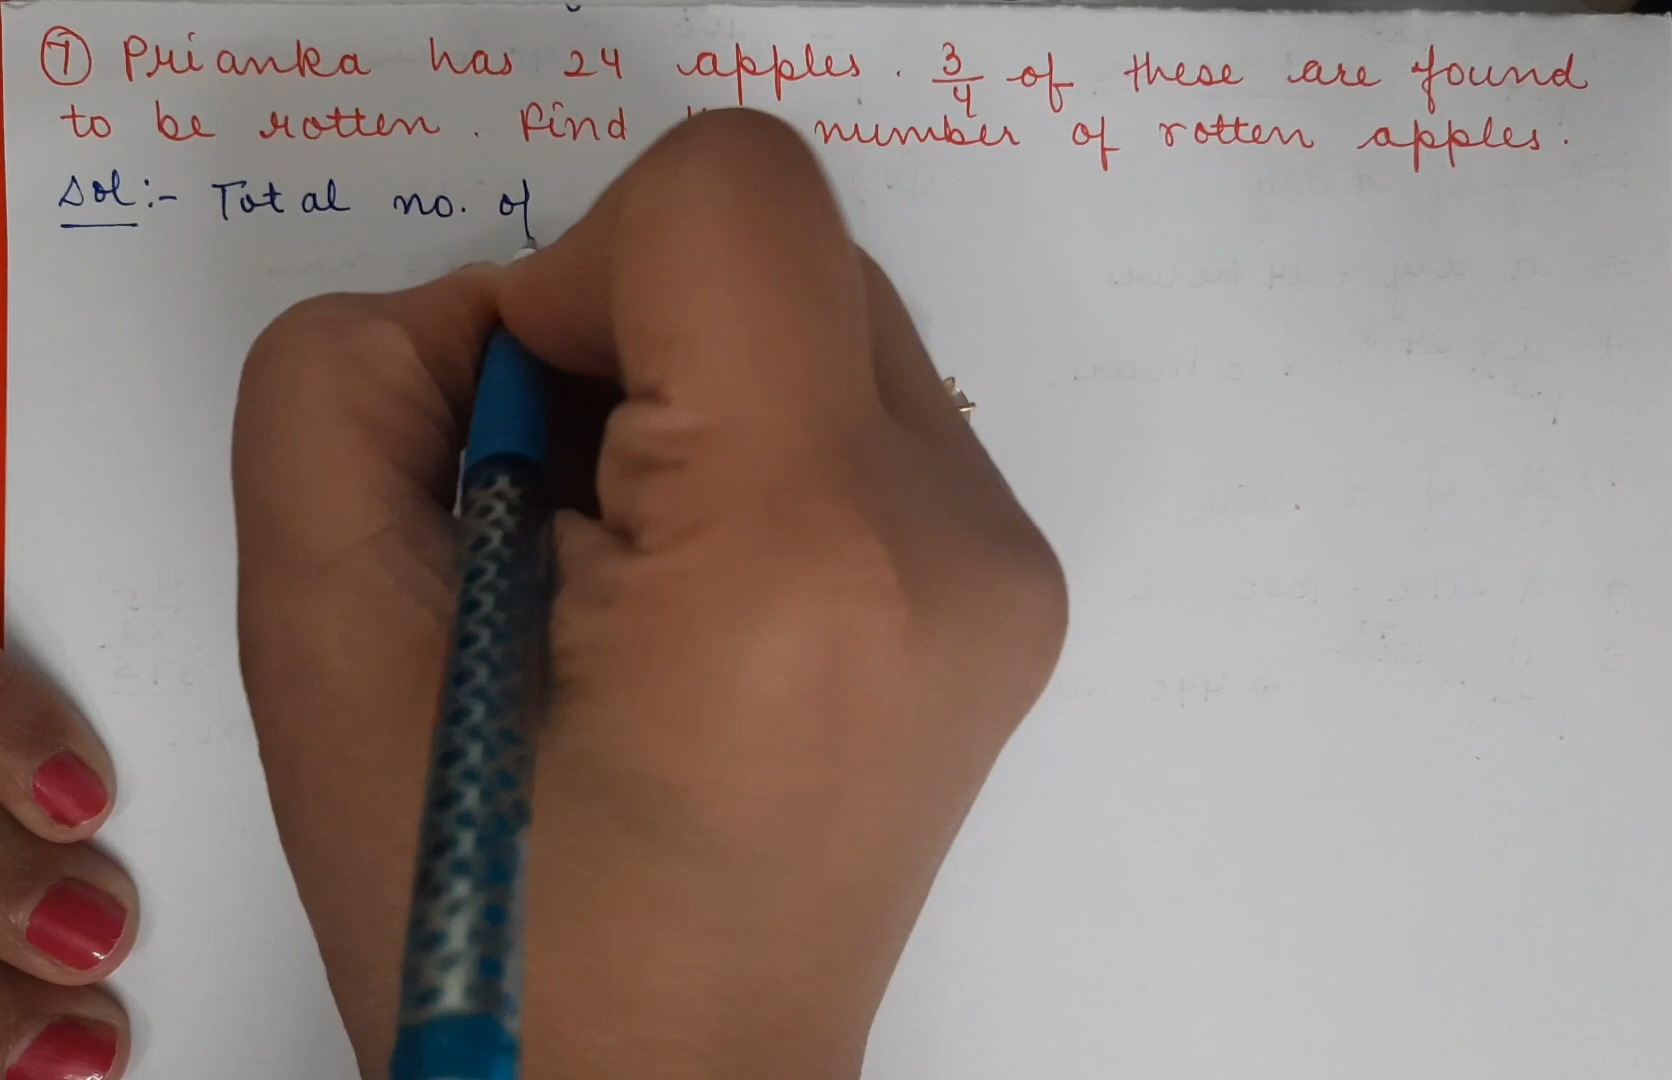 7 Prianka has 24 apples. 3/4 of these are found
to be rotten. Find number of rotten apples.
Sol:- Total no. of